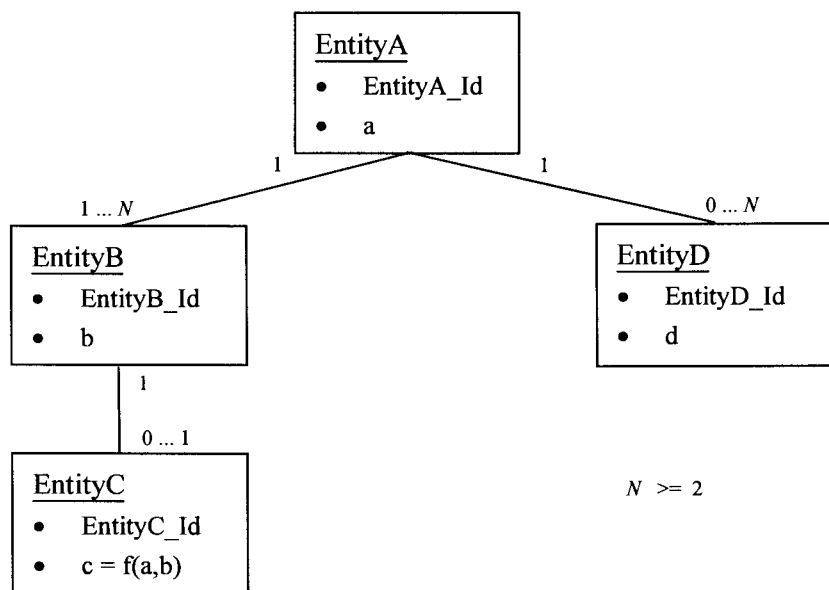 EntityA
• EntityA_Id
• a
1
1
1 ... N
0 ... N
EntityB
• EntityB_Id
• b
EntityD
• EntityD_Id
• d
1
0 ... 1
EntityC
• EntityC_Id
• c = f(a,b)
N >= 2